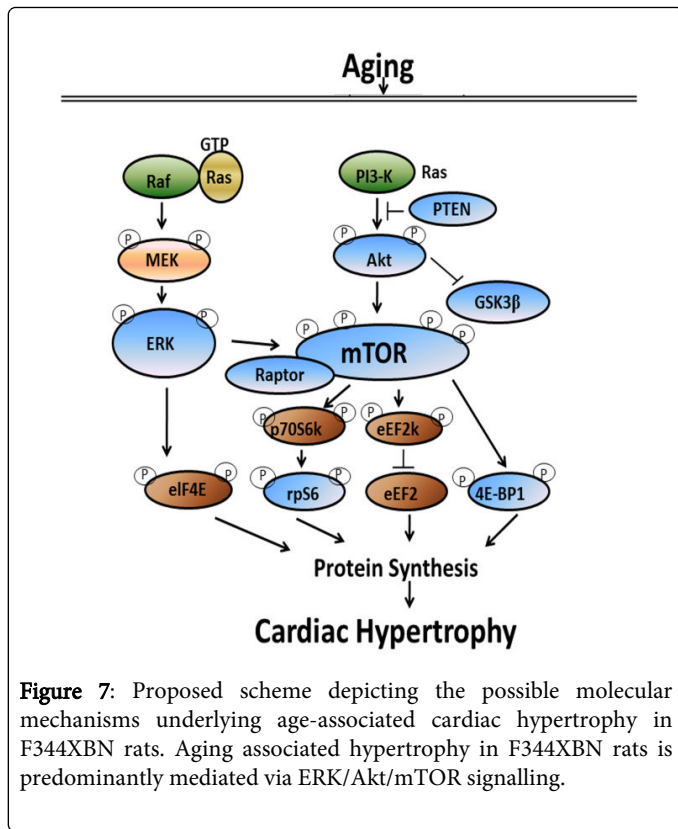 Aging
GTP
Raf
Ras
PI3-K
Ras
PTEN
P
P
P
P
MEK
Akt
GSK3β
P
P
P
P
P
P
ERK
mTOR
Raptor
P
P
P
P
p70S6k
eEF2k
P
P
P
P
P
P
eIF4E
rpS6
eEF2
4E-BP1
Protein Synthesis
Cardiac Hypertrophy
Figure 7: Proposed scheme depicting the possible molecular
mechanisms underlying age-associated cardiac hypertrophy in
F344XBN rats. Aging associated hypertrophy in F344XBN rats is
predominantly mediated via ERK/Akt/mTOR signalling.